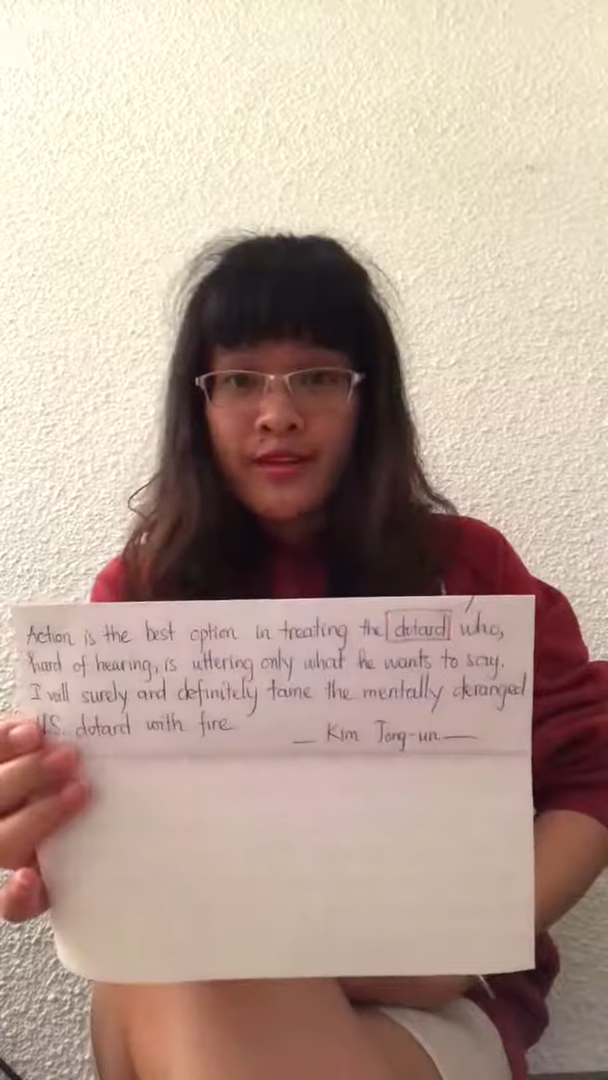 Action is the best option in treating the dotard who,
hard of hearing, is uttering only what he wants to say.
I will surely and definitely tame the mentally deranged
U.S. dotard with fire
— Kim Jong-un —